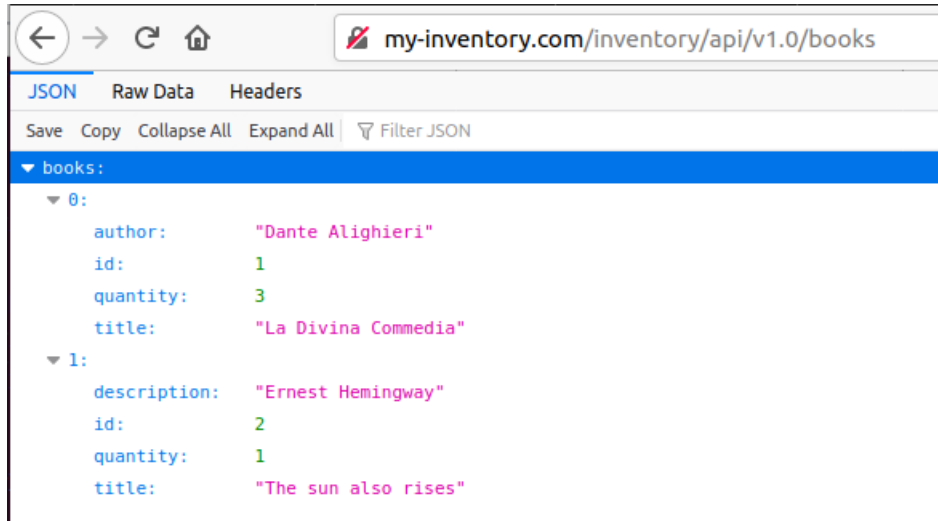 my-inventory.com/inventory/api/v1.0/books
JSON Raw Data Headers
Save Copy Collapse All Expand All Filter JSON
books:
0:
author: "Dante Alighieri"
id: 1
quantity: 3
title: "La Divina Commedia"
1:
description: "Ernest Hemingway"
id: 2
quantity: 1
title: "The sun also rises"